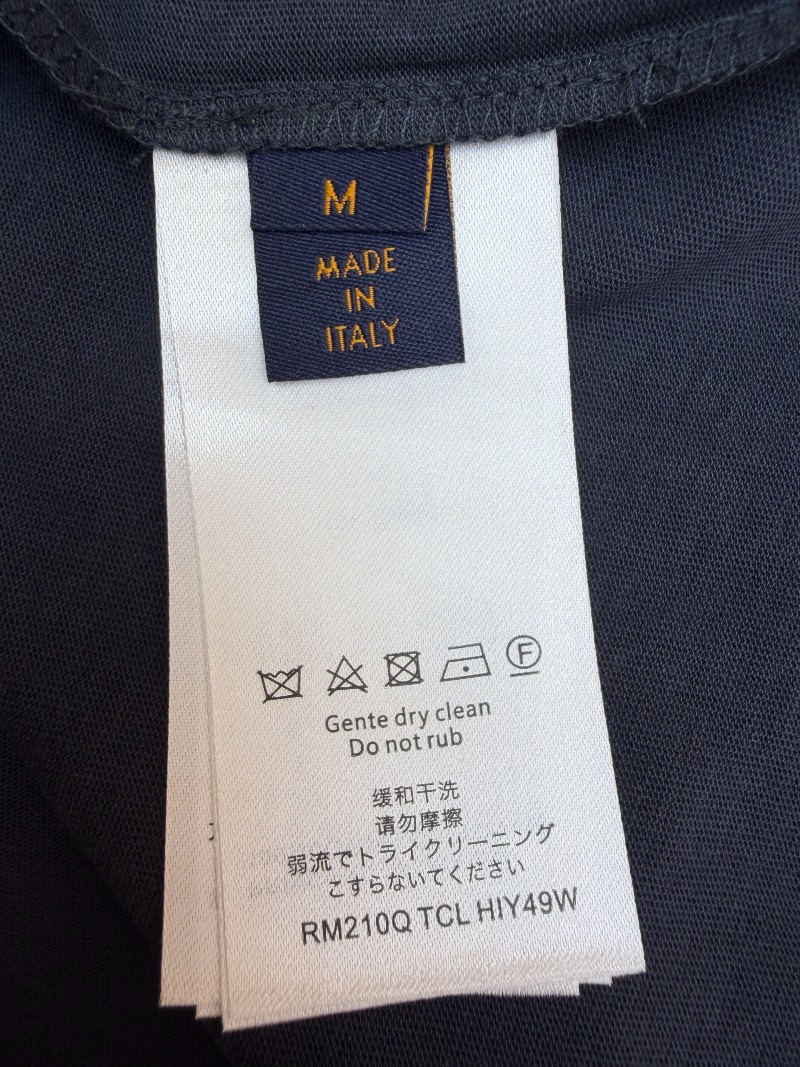 M
MADE
IN
ITALY
F
Gente dry clean
Do not rub
缓和干洗
请勿摩擦
弱流でトライクリーニング
こすらないてください
RM210Q TCL HIY49W